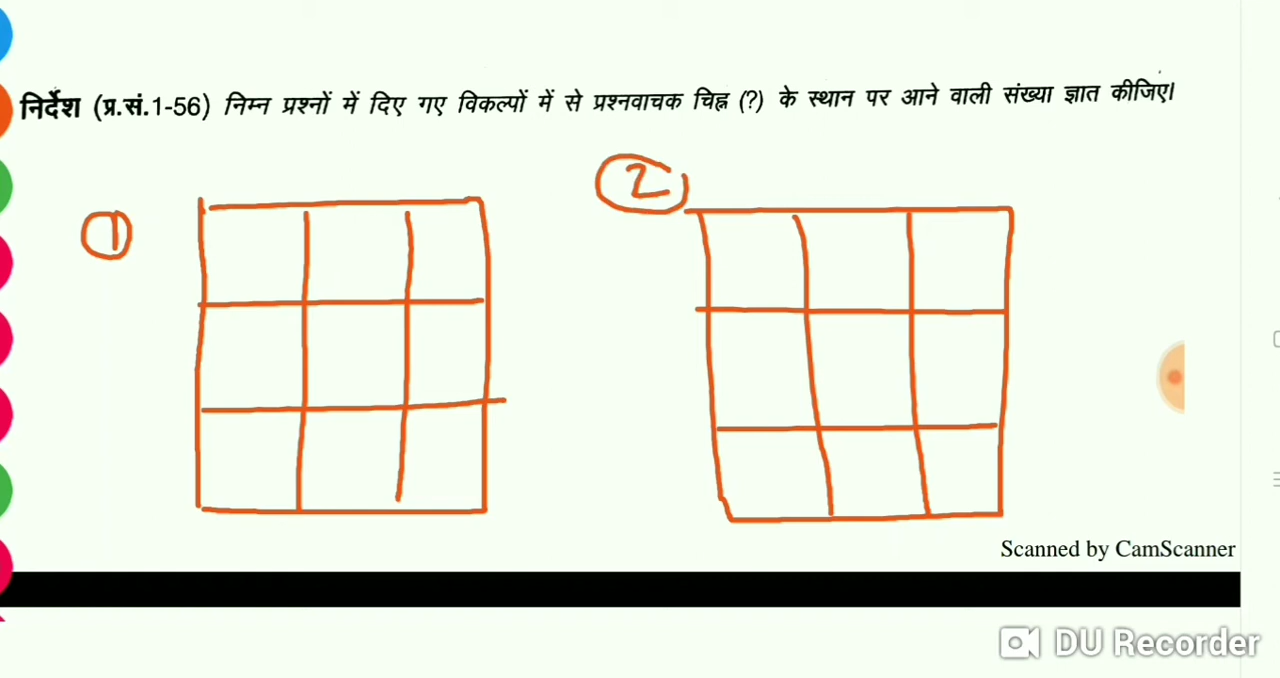 निर्देश (प्र.सं.1-56) निम्न प्रश्नों में दिए गए विकल्पों में से प्रश्नवाचक चिह्न (?) के स्थान पर आने वाली संख्या ज्ञात कीजिए।
1
2
Scanned by CamScanner
DU Recorder